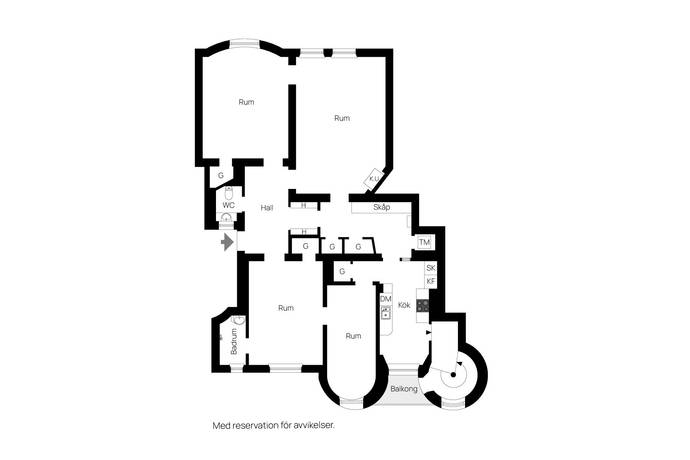 Rum
Rum
K.U
G
WC
Hall
H
Skåp
H
G
G
G
TM
G
SK
KF
DM
Kök
Rum
Rum
Badrum
Balkong
Med reservation för avvikelser.